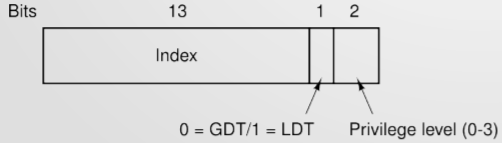 Bits 13 1 2
Index
0 = GDT/1 = LDT Privilege level (0-3)